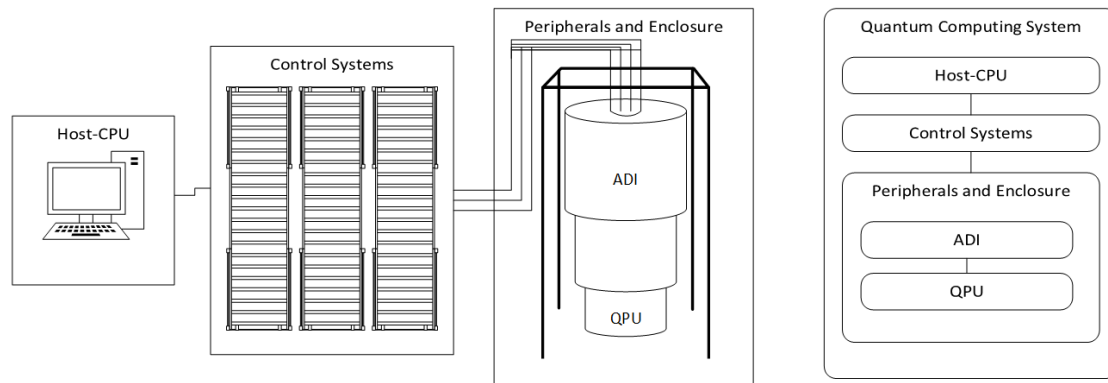 Host-CPU
Control Systems
Peripherals and Enclosure
ADI
QPU
Quantum Computing System
Host-CPU
Control Systems
Peripherals and Enclosure
ADI
QPU